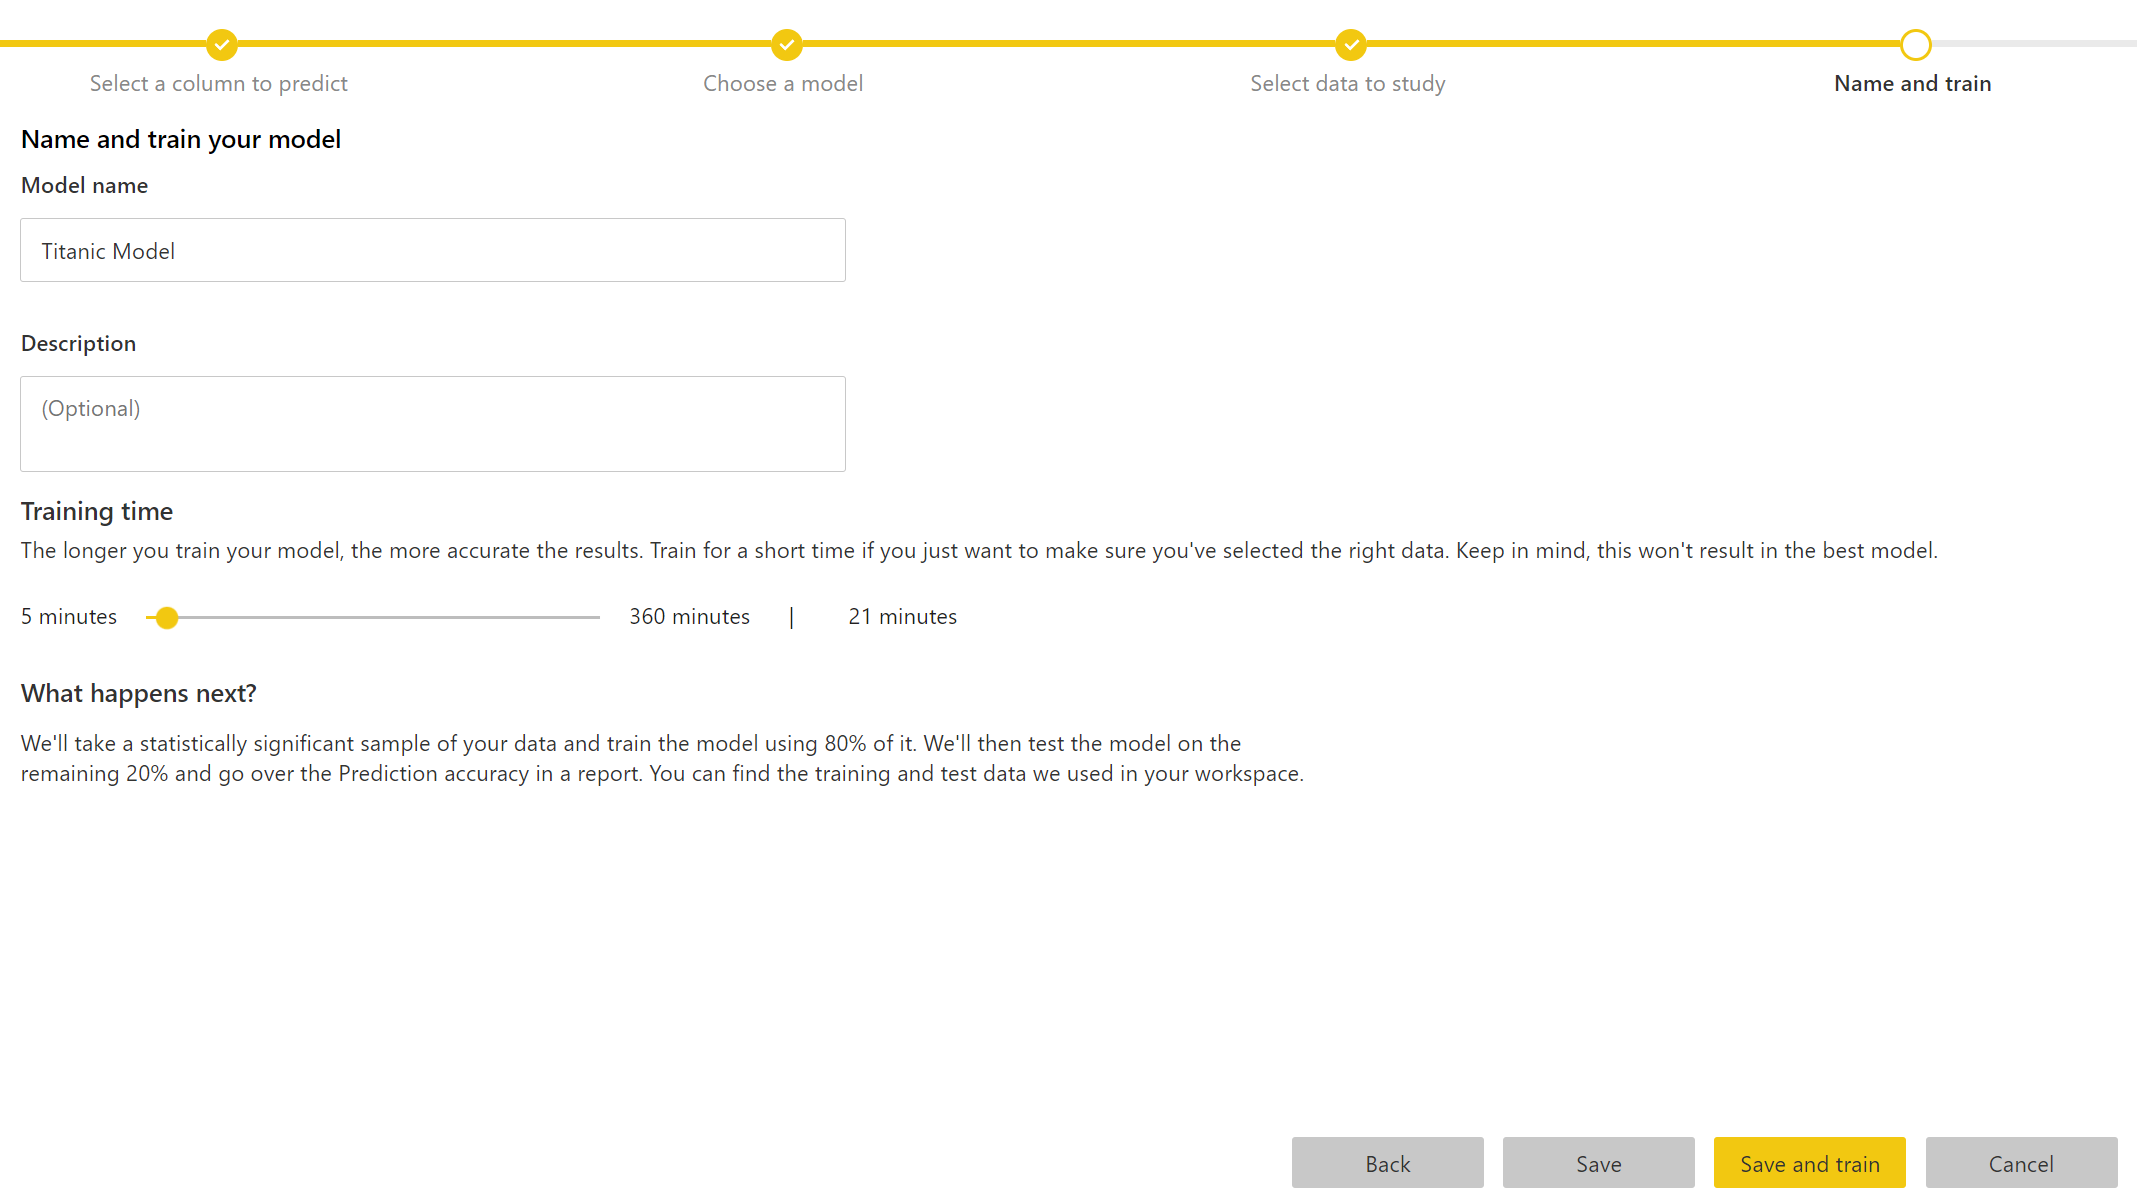 Select a column to predict
Choose a model
Select data to study
Name and train
Name and train your model
Model name
Titanic Model
Description
(Optional)
Training time
The longer you train your model, the more accurate the results. Train for a short time if you just want to make sure you've selected the right data. Keep in mind, this won't result in the best model.
5 minutes
360 minutes | 21 minutes
What happens next?
We'll take a statistically significant sample of your data and train the model using 80% of it. We'll then test the model on the
remaining 20% and go over the Prediction accuracy in a report. You can find the training and test data we used in your workspace.
Back
Save
Save and train
Cancel